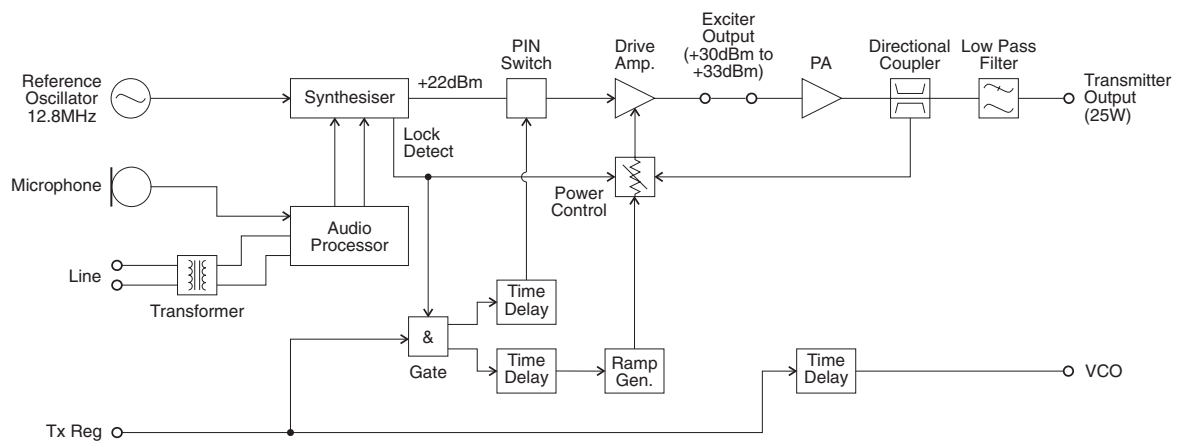 Reference
Oscillator
12.8MHz
Synthesiser
+22dBm
PIN
Switch
Drive
Amp.
Exciter
Output
(+30dBm to
+33dBm)
PA
Directional
Coupler
Low Pass
Filter
Transmitter
Output
(25W)
Lock
Detect
Microphone
Audio
Processor
Power
Control
Line
Transformer
Time
Delay
&
Gate
Time
Delay
Ramp
Gen.
Time
Delay
VCO
Tx Reg